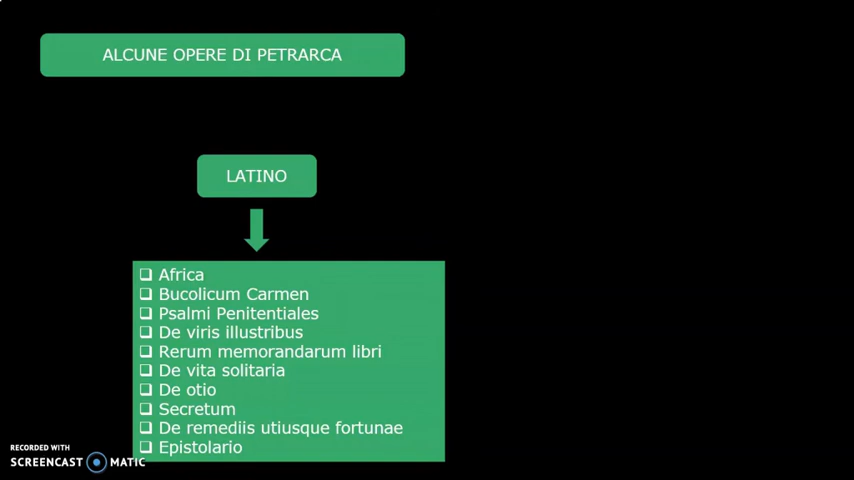 ALCUNE OPERE DI PETRARCA
LATINO
Africa
Bucolicum Carmen
Psalmi Penitentiales
De viris illustribus
Rerum memorandarum libri
De vita solitaria
De otio
Secretum
De remediis utiusque fortunae
Epistolario
RECORDED WITH
SCREENCAST MATIC